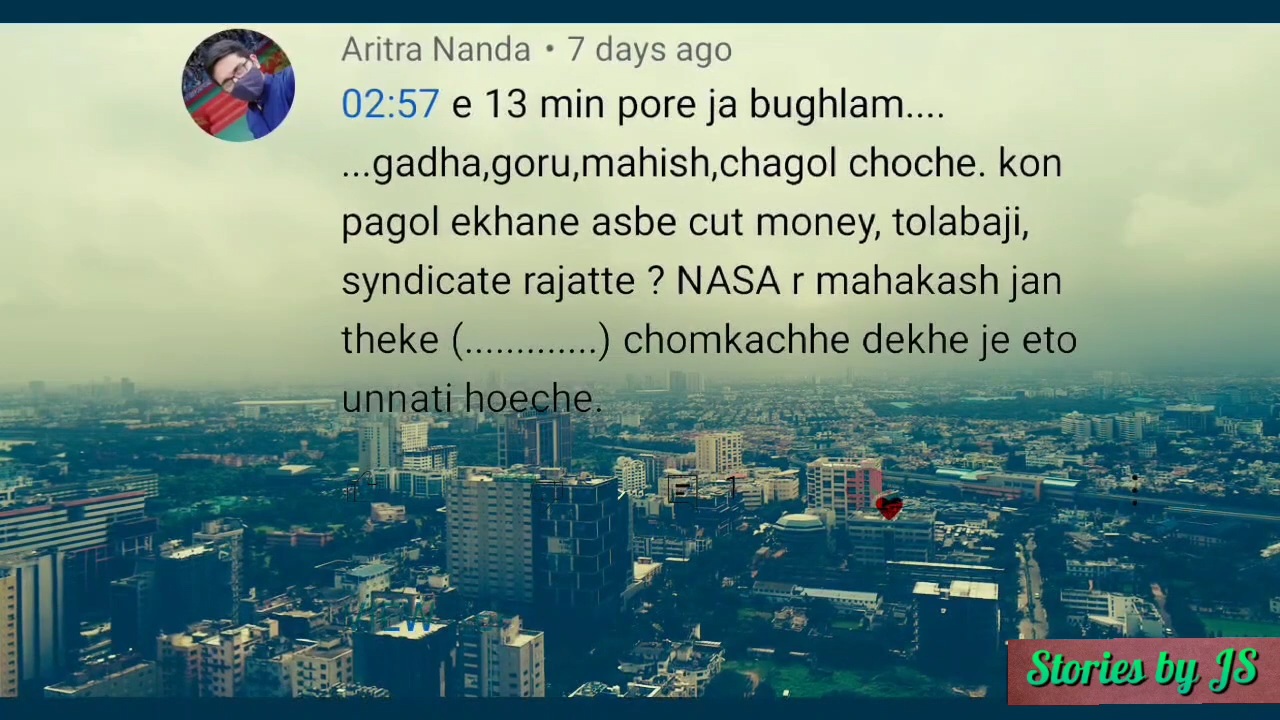 Aritra Nanda • 7 days ago
02:57 e 13 min pore ja bughlam....
...gadha,goru,mahish,chagol choche. kon
pagol ekhane asbe cut money, tolabaji,
syndicate rajatte ? NASA r mahakash jan
theke (.............) chomkachhe dekhe je eto
unnati hoeche.
Stories by JS